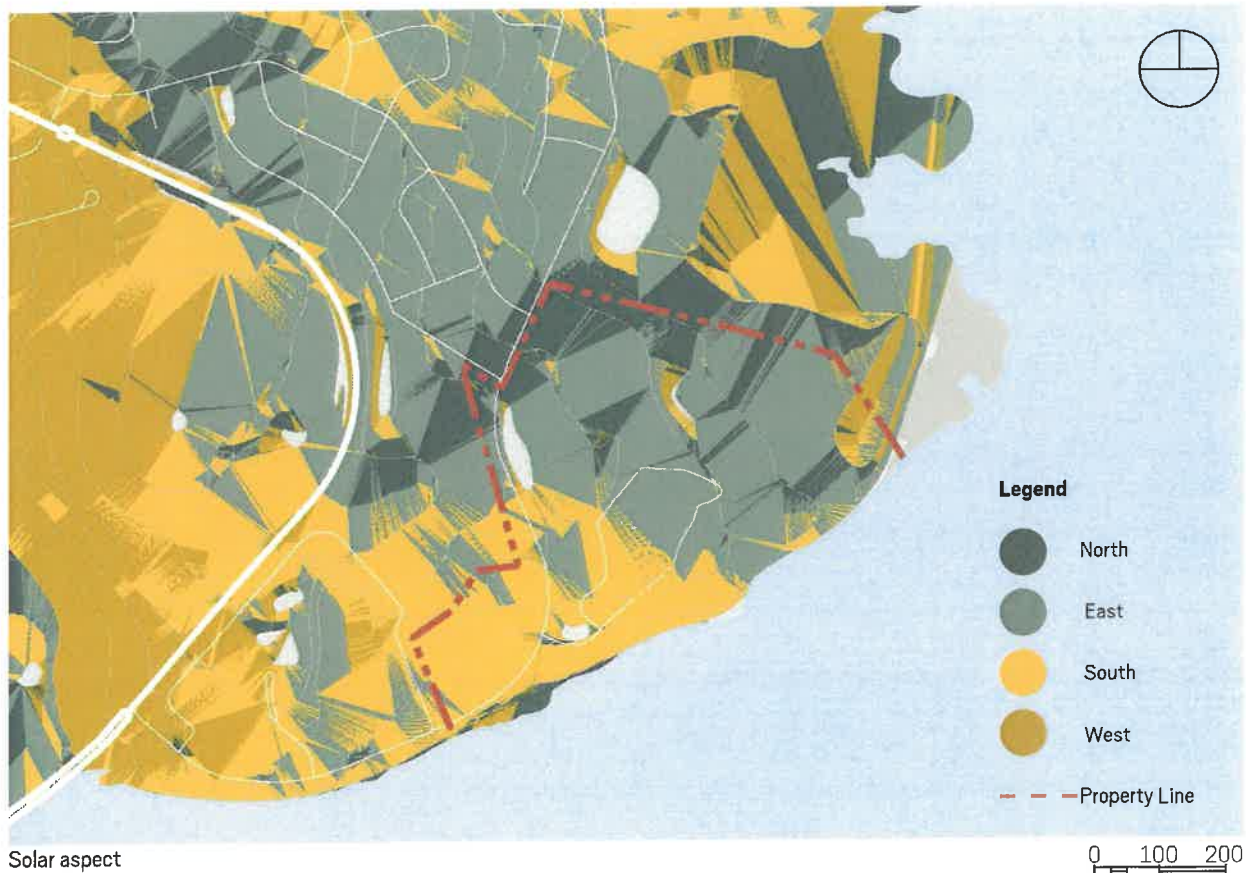 Legend
North
East
South
West
Property Line
Solar aspect
0 100 200